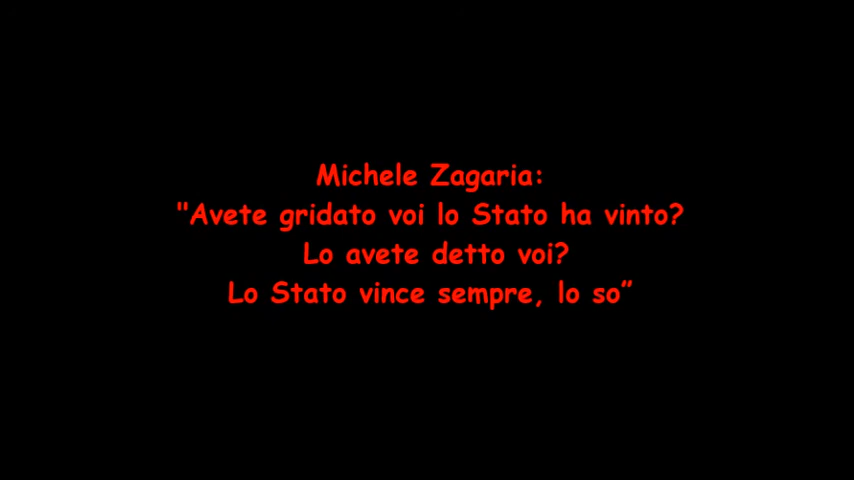 Michele Zagaria:
"Avete gridato voi lo Stato ha vinto?
Lo avete detto voi?
Lo Stato vince sempre, lo so”